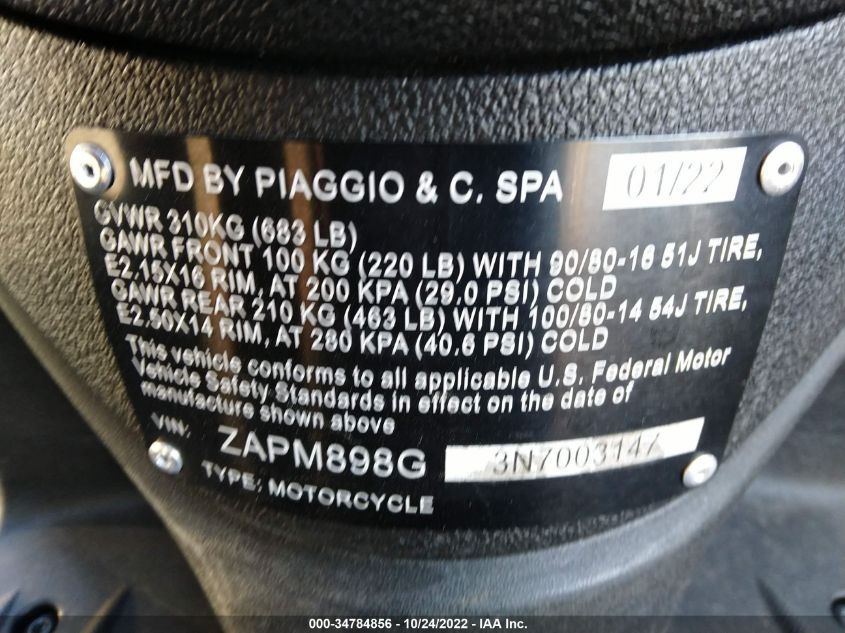 MFD BY PIAGGIO & C. SPA 01/22
GVWR 310KG (683 LB)
GAWR FRONT 100 KG (220 LB) WITH 90/80-16 51J TIRE,
E2.15X16 RIM, AT 200 KPA (29.0 PSI) COLD
GAWR REAR 210 KG (463 LB) WITH 100/80-14 54J TIRE,
E2.50X14 RIM, AT 280 KPA (40.6 PSI) COLD
This vehicle conforms to all applicable U.S. Federal Motor
Vehicle Safety Standards in effect on the date of
manufacture shown above
VIN: ZAPM898G 3N7003147
TYPE: MOTORCYCLE
000-34784856 - 10/24/2022 - IAA Inc.